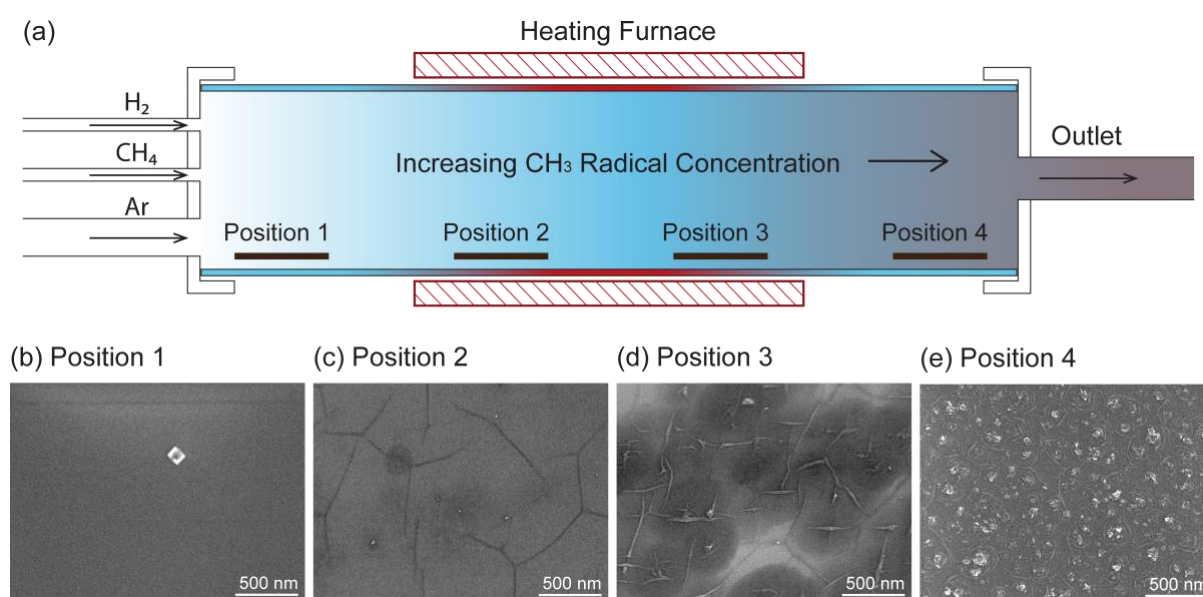 (a)
Heating Furnace
H₂
CH₄
Ar
Increasing CH₃ Radical Concentration
Outlet
Position 1
Position 2
Position 3
Position 4
(b) Position 1
(c) Position 2
(d) Position 3
(e) Position 4
500 nm
500 nm
500 nm
500 nm